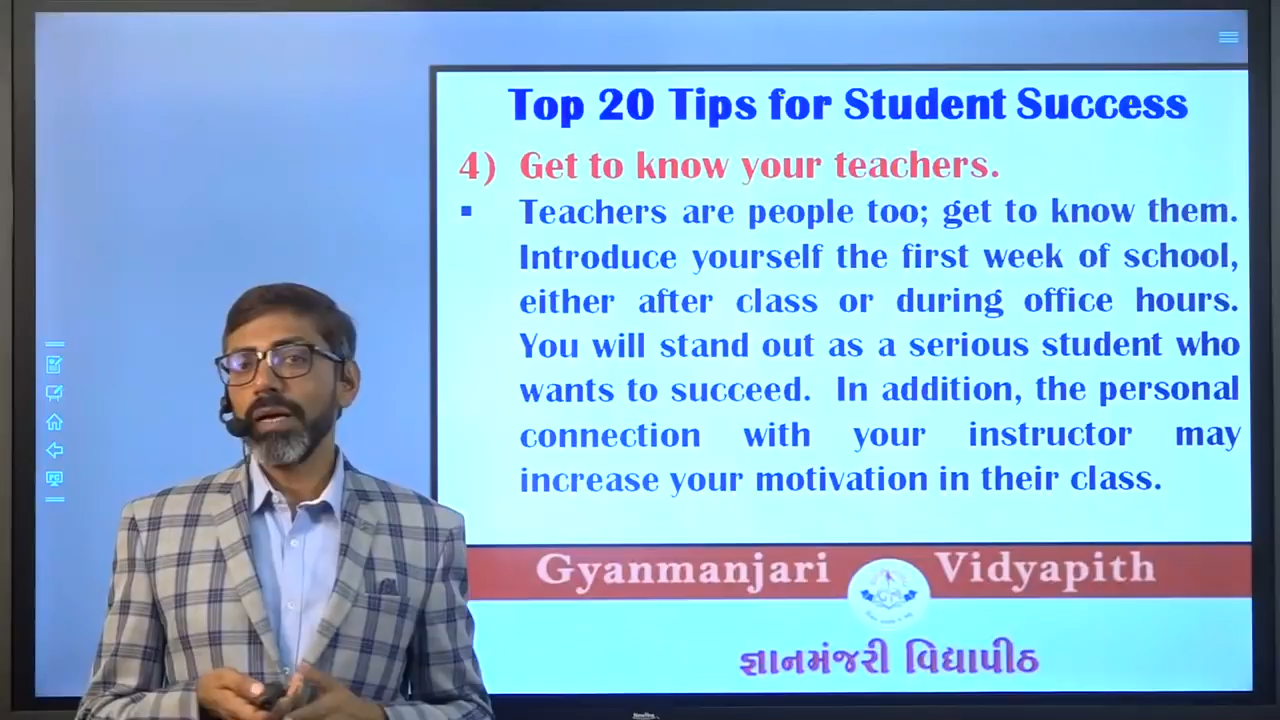 Top 20 Tips for Student Success
4) Get to know your teachers.
▪ Teachers are people too; get to know them.
Introduce yourself the first week of school,
either after class or during office hours.
You will stand out as a serious student who
wants to succeed. In addition, the personal
connection with your instructor may
increase your motivation in their class.
Gyanmanjari Vidyapith
જ્ઞાનમંજરી વિદ્યાપીઠ